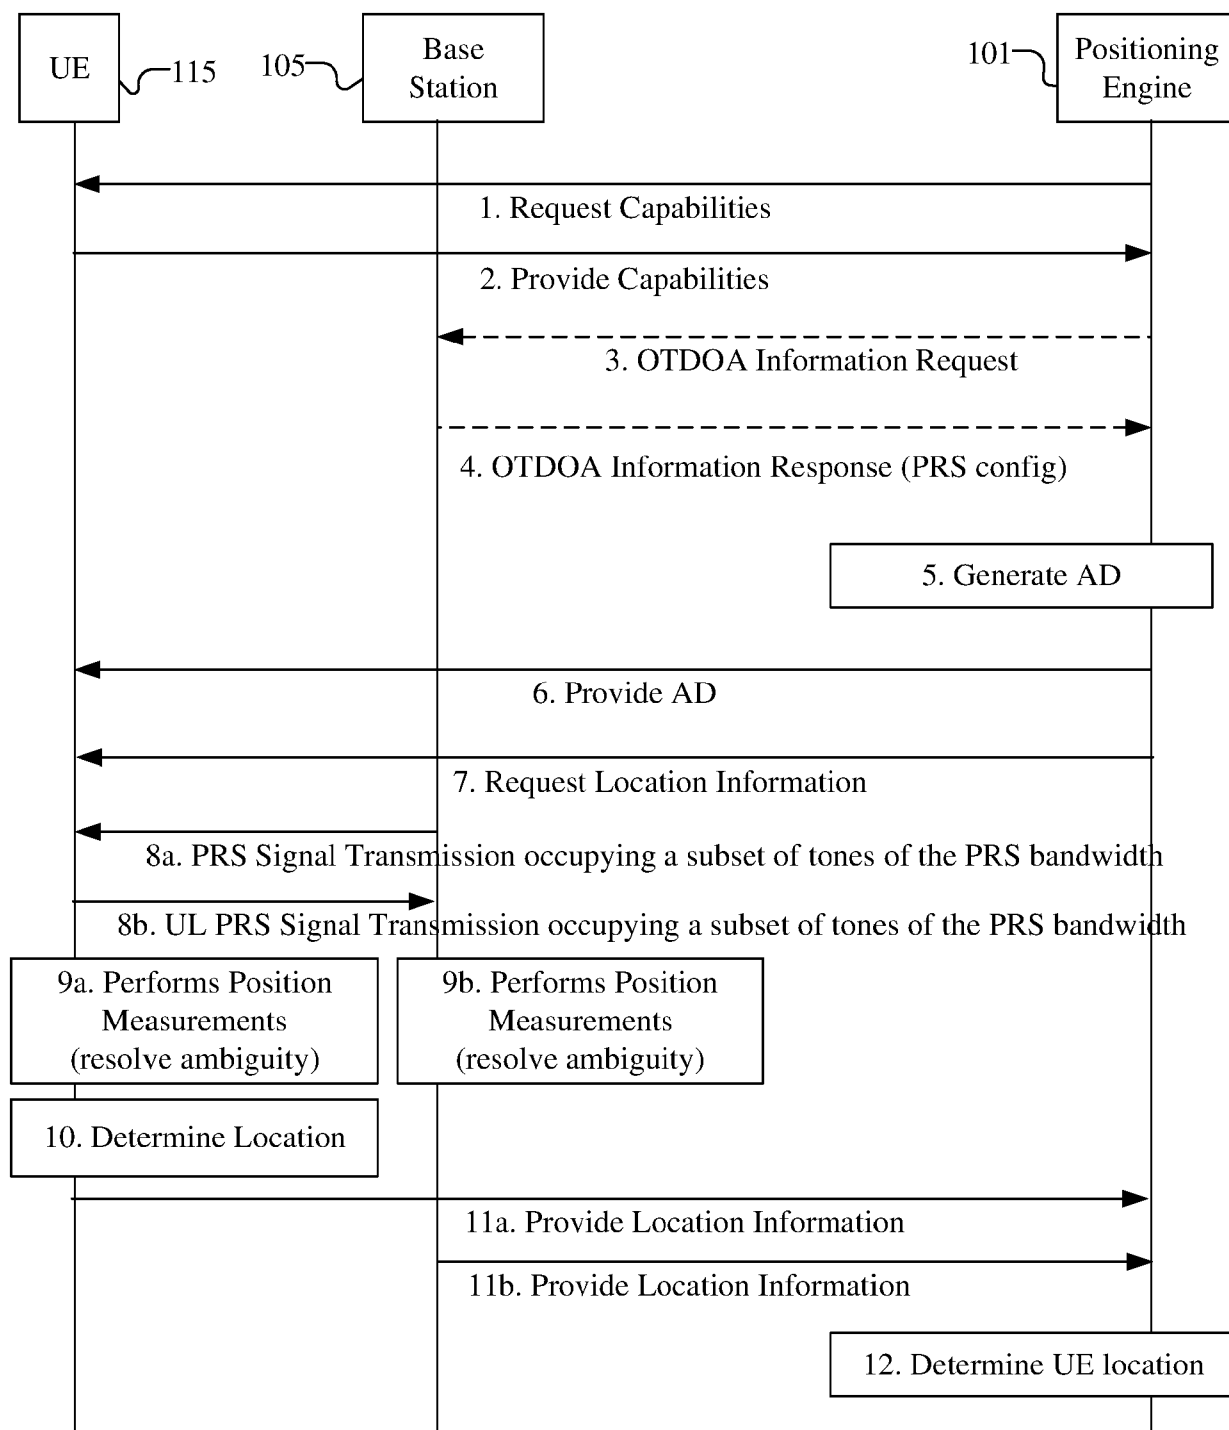 UE
115
105
Base
Station
101
Positioning
Engine
1. Request Capabilities
2. Provide Capabilities
3. OTDOA Information Request
4. OTDOA Information Response (PRS config)
5. Generate AD
6. Provide AD
7. Request Location Information
8a. PRS Signal Transmission occupying a subset of tones of the PRS bandwidth
8b. UL PRS Signal Transmission occupying a subset of tones of the PRS bandwidth
9a. Performs Position
Measurements
(resolve ambiguity)
9b. Performs Position
Measurements
(resolve ambiguity)
10. Determine Location
11a. Provide Location Information
11b. Provide Location Information
12. Determine UE location